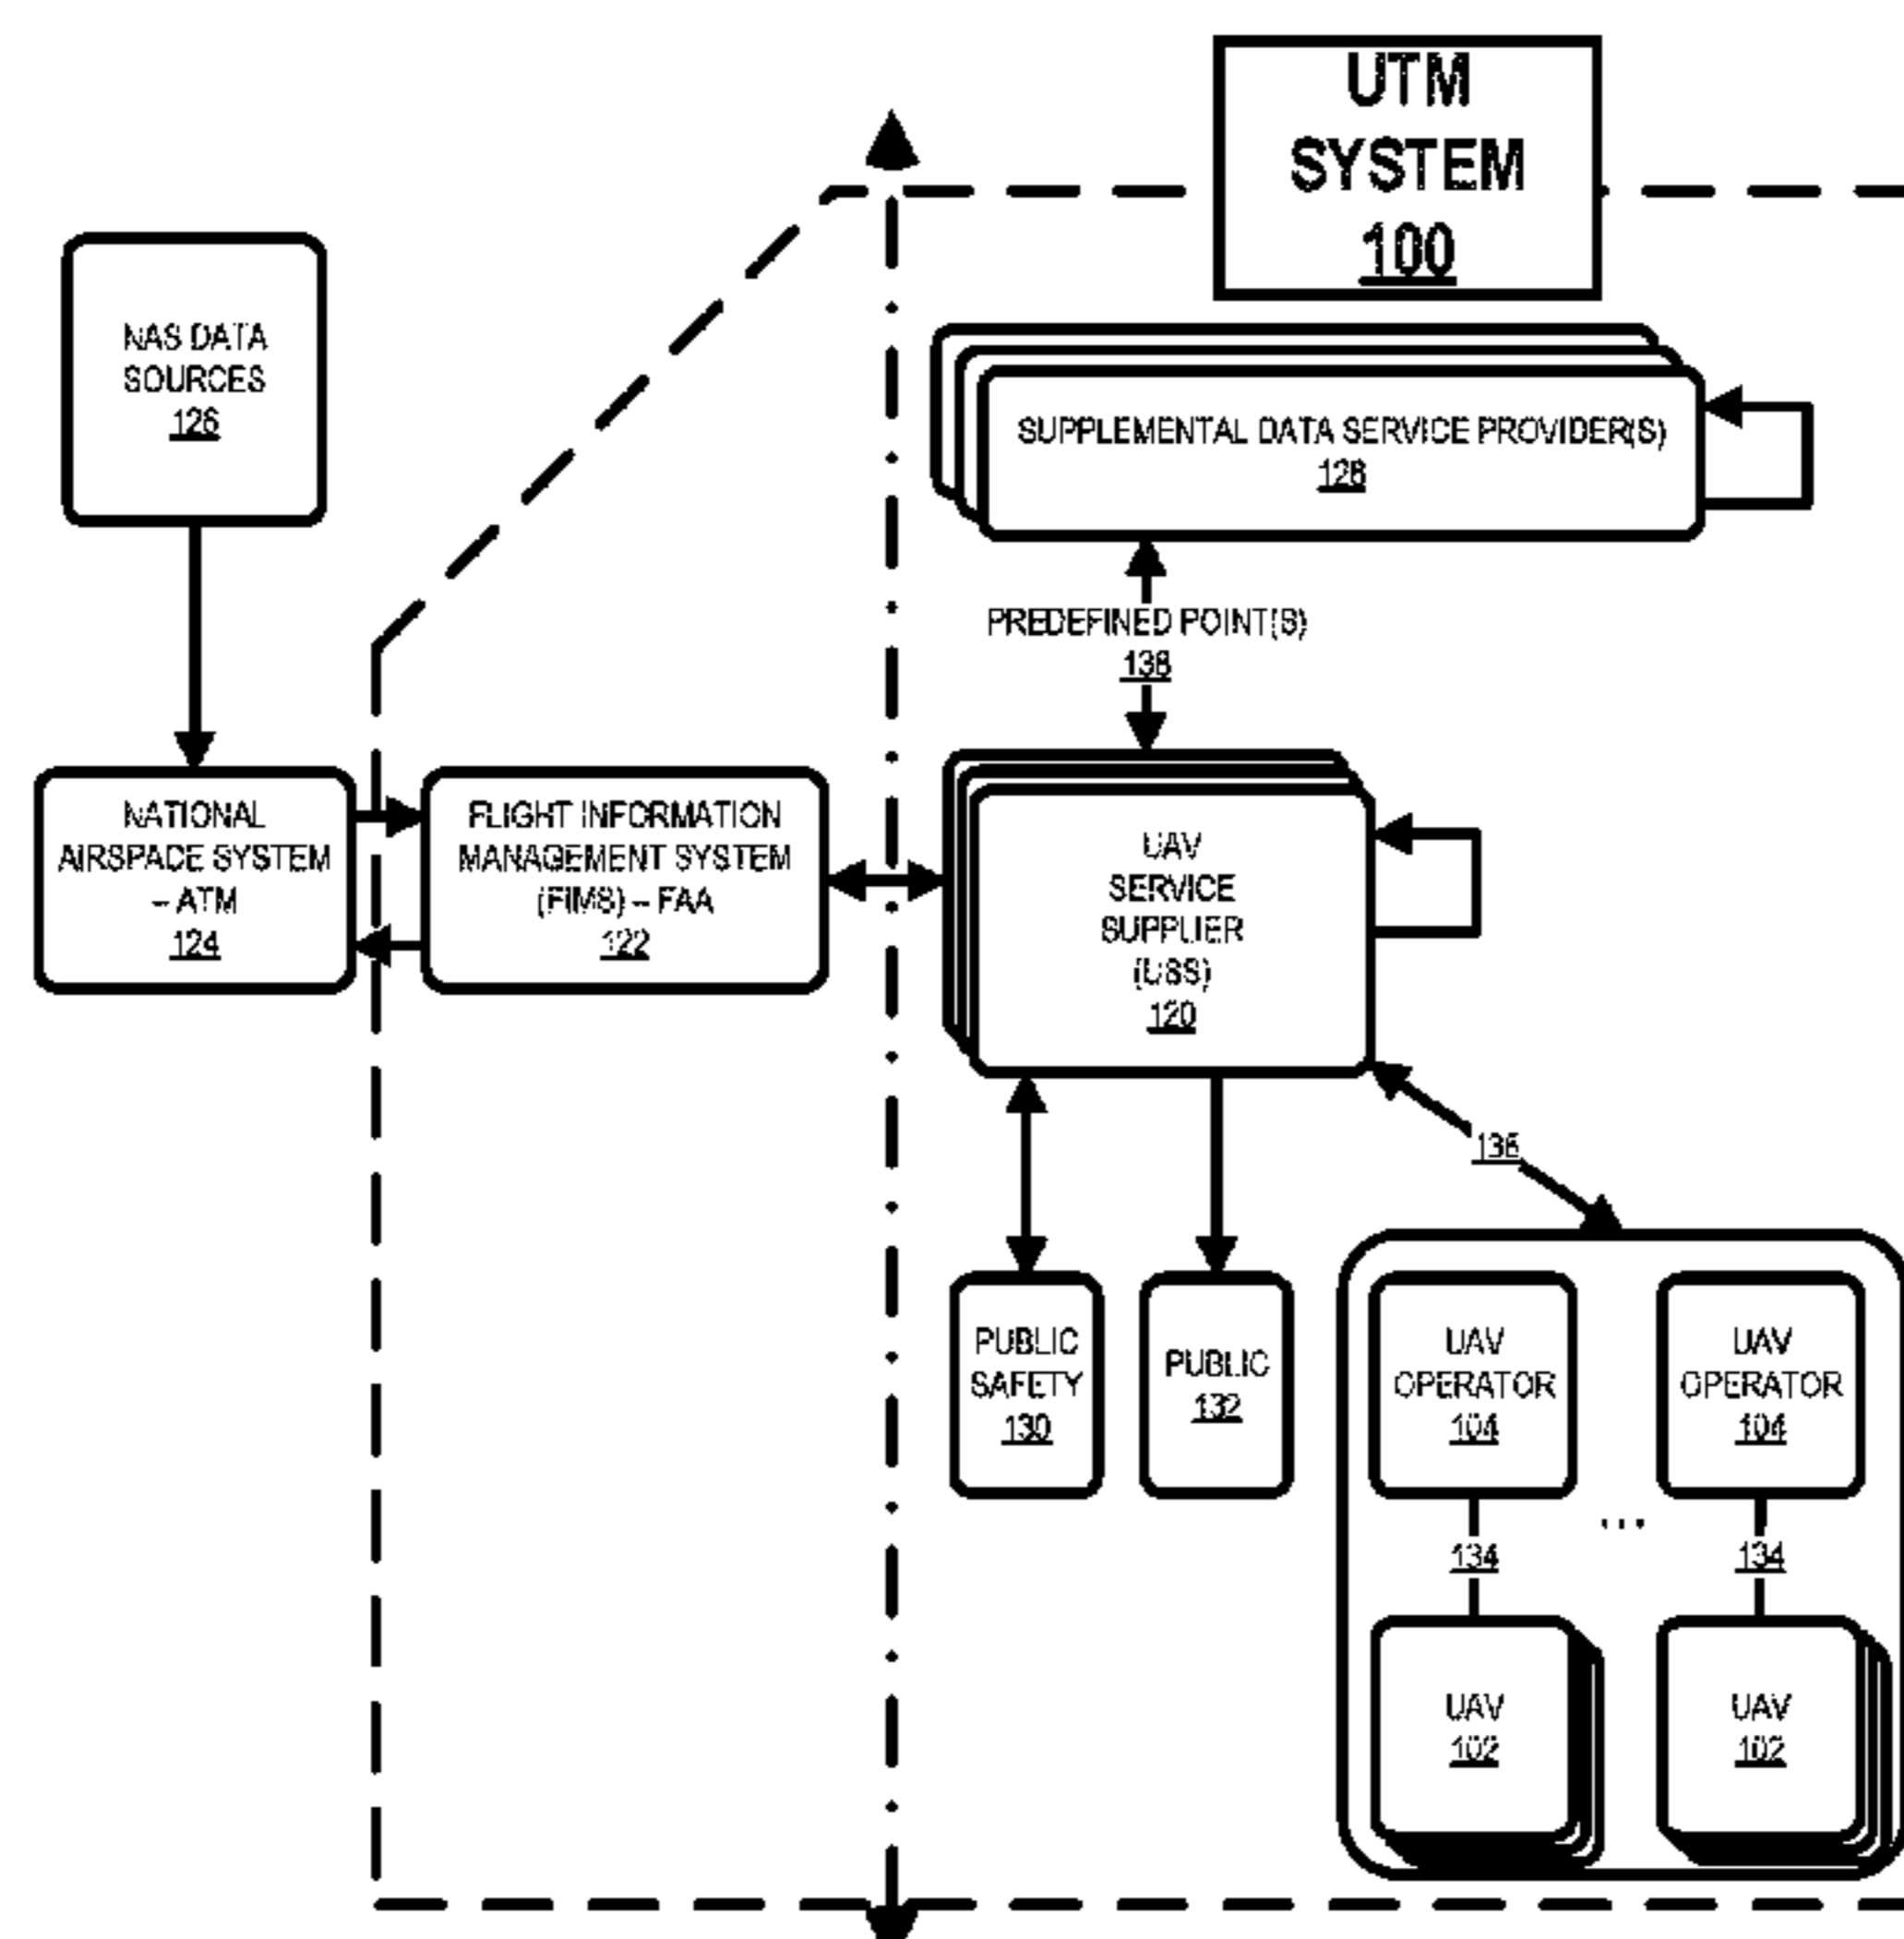 UTM
SYSTEM
100
NAS DATA
SOURCES
126
SUPPLEMENTAL DATA SERVICE PROVIDER(S)
128
PREDEFINED POINT(S)
138
NATIONAL
AIRSPACE SYSTEM
– ATM
124
FLIGHT INFORMATION
MANAGEMENT SYSTEM
(FIMS) – FAA
122
UAV
SERVICE
SUPPLIER
(USS)
120
136
PUBLIC
SAFETY
130
PUBLIC
132
UAV
OPERATOR
104
UAV
OPERATOR
104
...
134
134
UAV
102
UAV
102